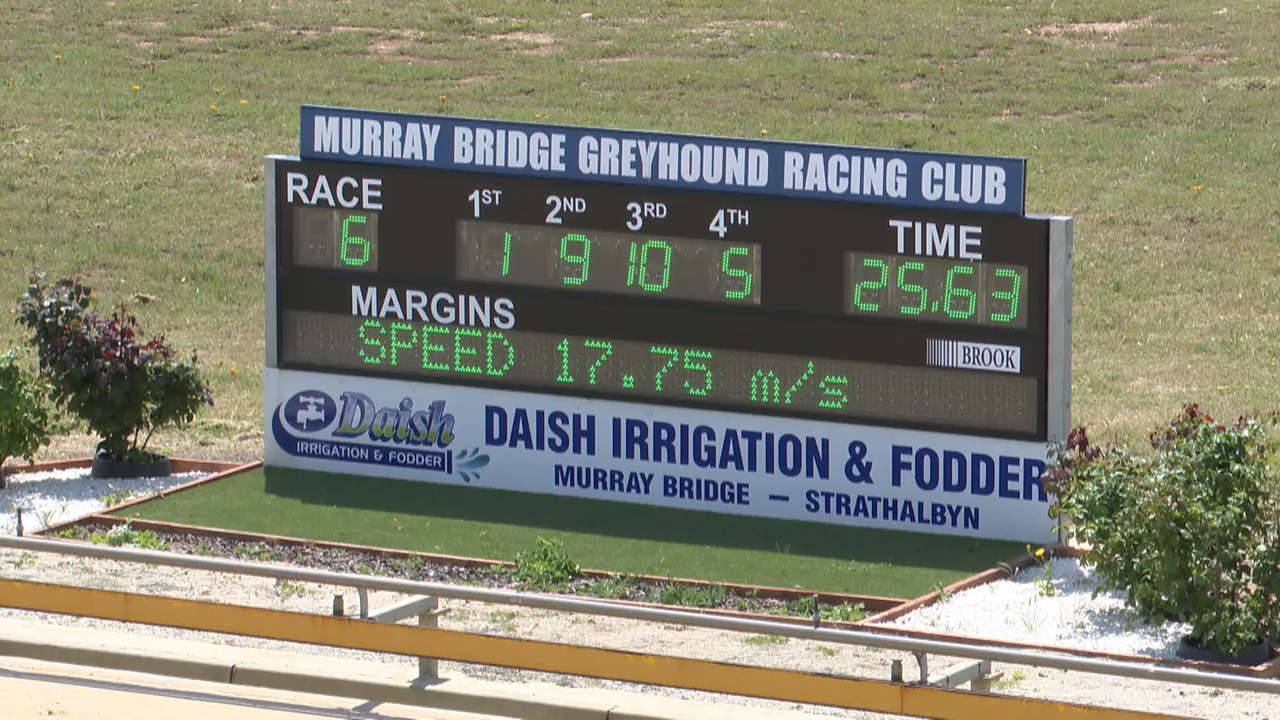 MURRAY BRIDGE GREYHOUND RACING CLUB
RACE 1ST 2ND 3RD 4TH TIME
6 1 9 10 5 25.63
MARGINS
SPEED 17.75 m/s
BROOK
Daish
IRRIGATION & FODDER
DAISH IRRIGATION & FODDER
MURRAY BRIDGE – STRATHALBYN